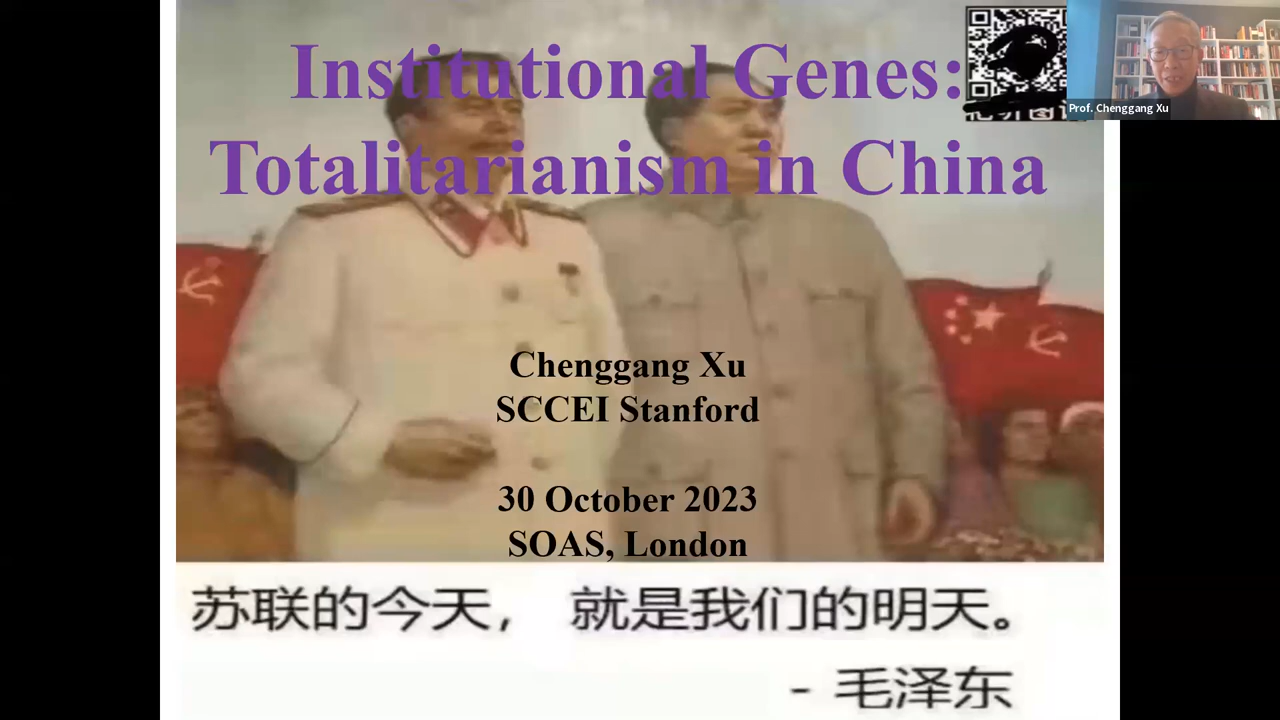 Institutional Genes:
Totalitarianism in China
Prof. Chenggang Xu
Chenggang Xu
SCCEI Stanford
30 October 2023
SOAS, London
苏联的今天， 就是我们的明天。
- 毛泽东